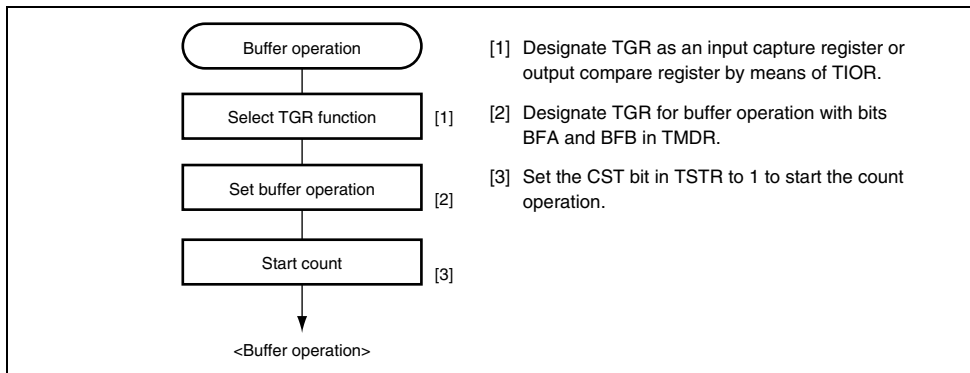 Buffer operation
Select TGR function
[1]
Set buffer operation
[2]
Start count
[3]
<Buffer operation>
[1] Designate TGR as an input capture register or
output compare register by means of TIOR.
[2] Designate TGR for buffer operation with bits
BFA and BFB in TMDR.
[3] Set the CST bit in TSTR to 1 to start the count
operation.